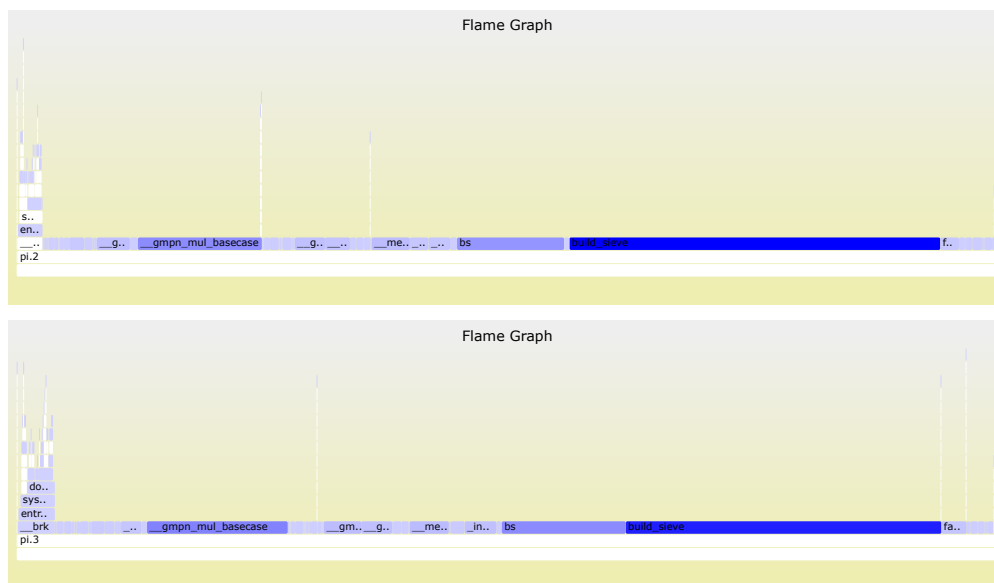 Flame Graph
s..
en..
__.. __g.. __gmpn_mul_basecase __g.. __.. __me.. _.. _.. bs build_sieve f..
pi.2
Flame Graph
do..
sys..
entr..
__brk _.. __gmpn_mul_basecase __gm.. __g.. __me.. _in.. bs build_sieve fa..
pi.3